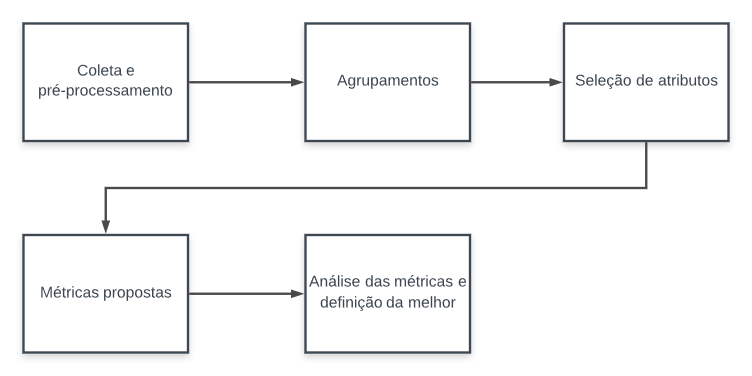 Coleta e
pré-processamento
Agrupamentos
Seleção de atributos
Métricas propostas
Análise das métricas e
definição da melhor